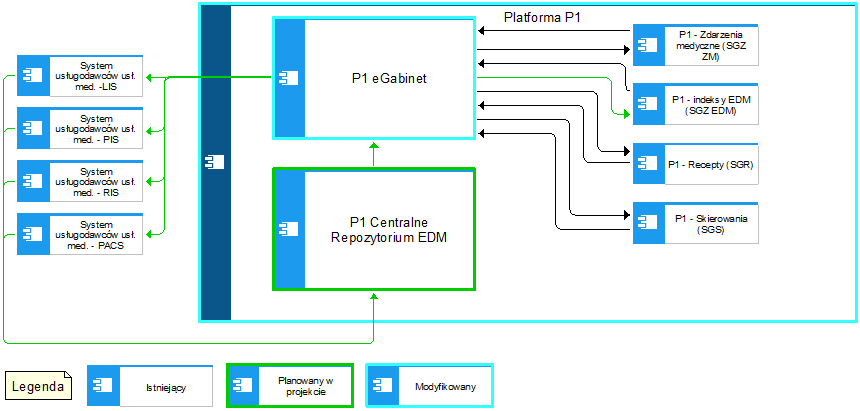 Platforma P1
P1 eGabinet
P1 - Zdarzenia
medyczne (SGZ
ZM)
System
usługodawców usł.
med. -LIS
P1 - indeksy EDM
(SGZ EDM)
System
usługodawców usł.
med. - PIS
P1 - Recepty (SGR)
System
usługodawców usł.
med. - RIS
P1 Centralne
Repozytorium EDM
P1 - Skierowania
(SGS)
System
usługodawców usł.
med. - PACS
Legenda
Istniejący
Planowany w
projekcie
Modyfikowany